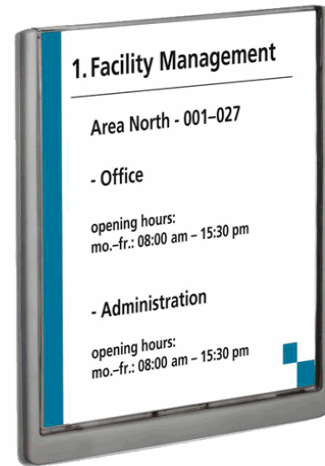 1. Facility Management
Area North - 001–027
- Office
opening hours:
mo.–fr.: 08:00 am – 15:30 pm
- Administration
opening hours:
mo.–fr.: 08:00 am – 15:30 pm